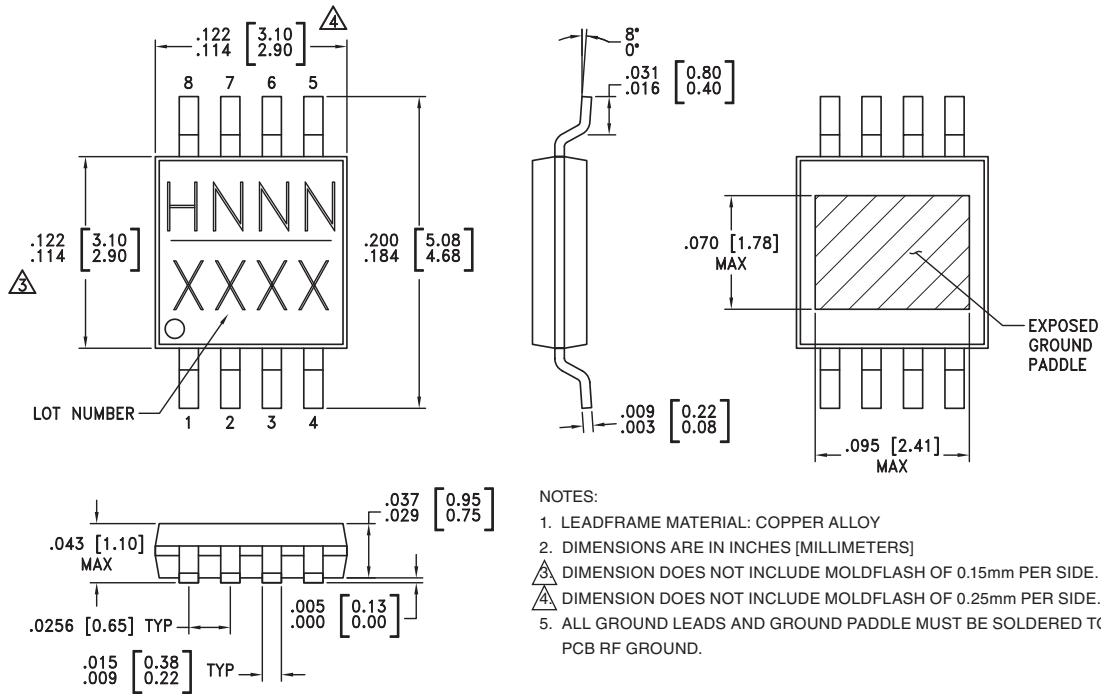 .122 [3.10]
.114 [2.90]
4
8 7 6 5
HNNN
XXXX
.122 [3.10]
.114 [2.90]
3
.200 [5.08]
.184 [4.68]
LOT NUMBER
1 2 3 4
8°
0°
.031 [0.80]
.016 [0.40]
.009 [0.22]
.003 [0.08]
.070 [1.78]
MAX
EXPOSED
GROUND
PADDLE
.095 [2.41]
MAX
.037 [0.95]
.029 [0.75]
.043 [1.10]
MAX
.005 [0.13]
.000 [0.00]
.0256 [0.65] TYP
.015 [0.38]
.009 [0.22] TYP
NOTES:
1. LEADFRAME MATERIAL: COPPER ALLOY
2. DIMENSIONS ARE IN INCHES [MILLIMETERS]
3. DIMENSION DOES NOT INCLUDE MOLDFLASH OF 0.15mm PER SIDE.
4. DIMENSION DOES NOT INCLUDE MOLDFLASH OF 0.25mm PER SIDE.
5. ALL GROUND LEADS AND GROUND PADDLE MUST BE SOLDERED TO
PCB RF GROUND.